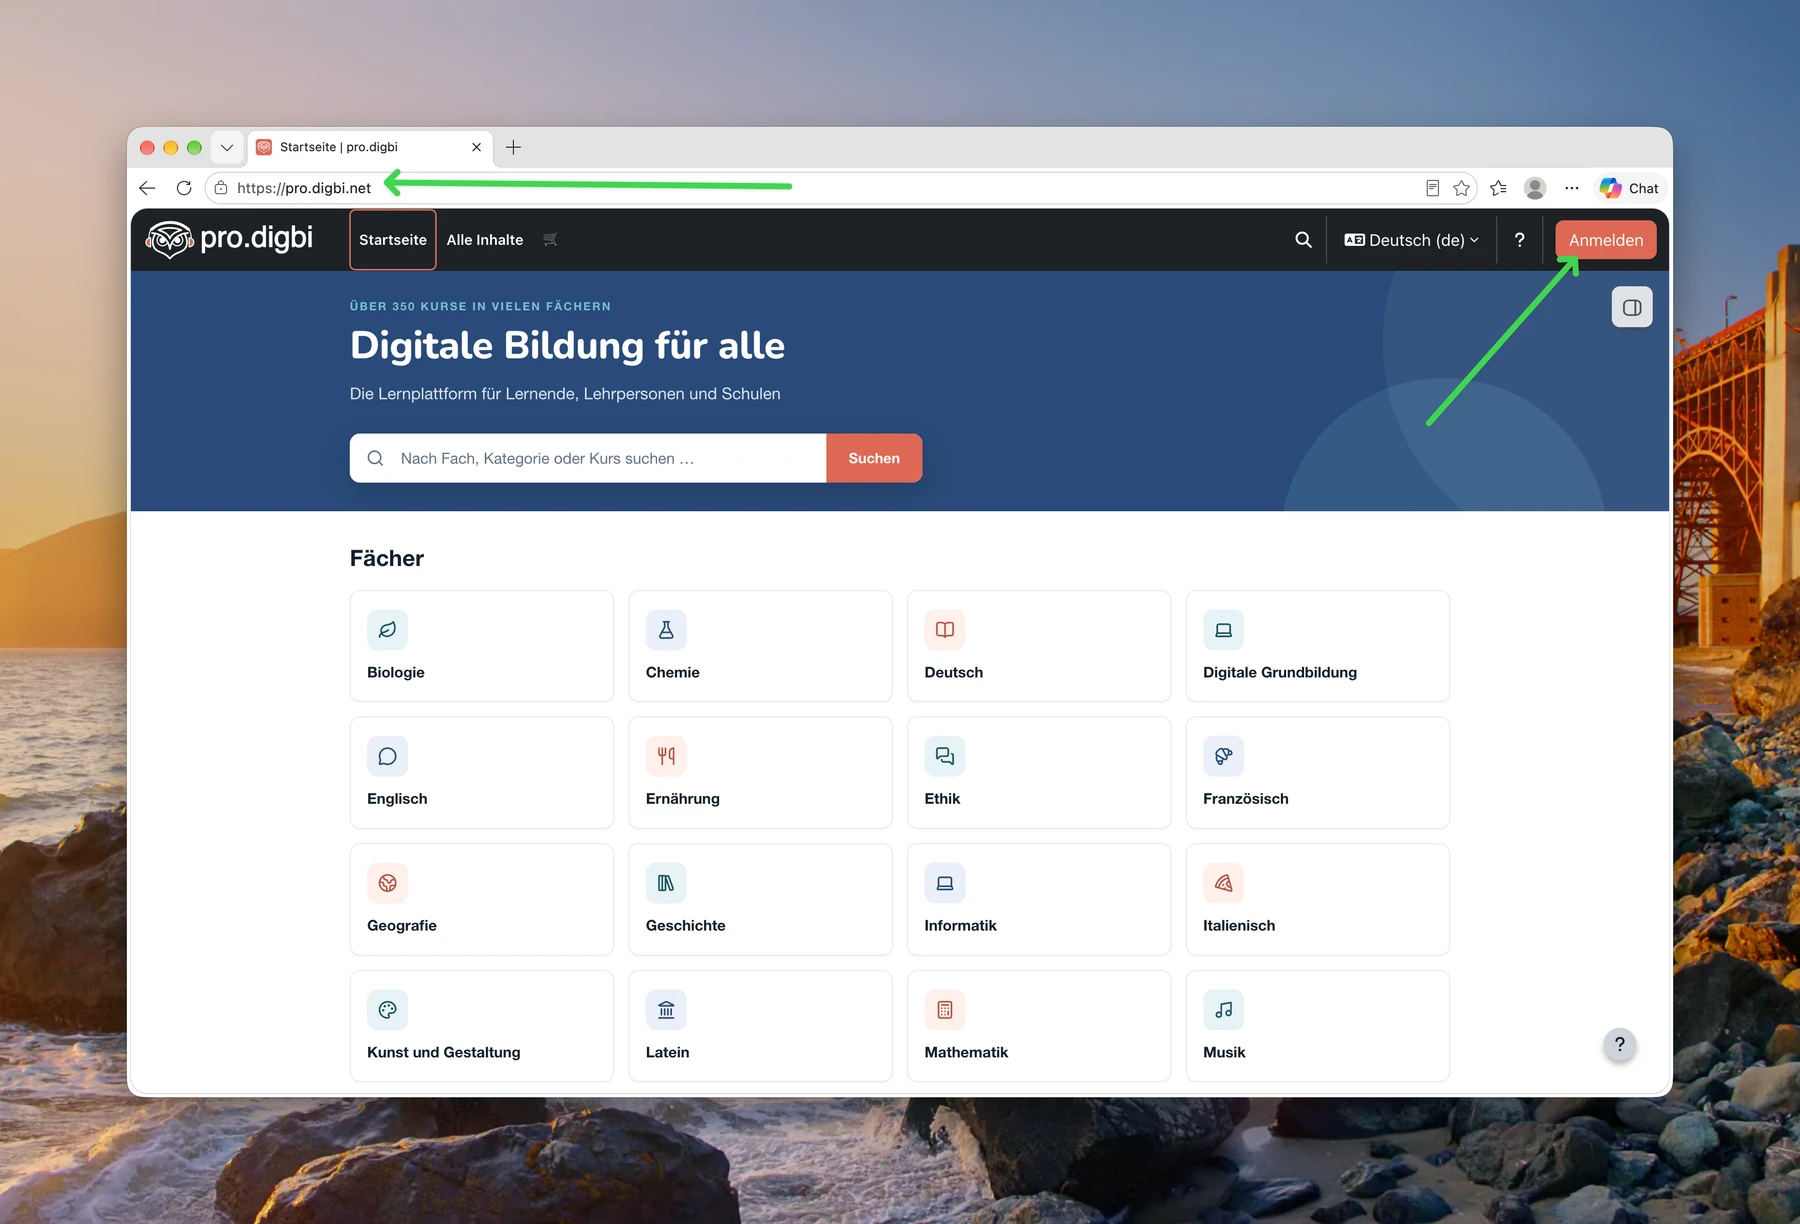 Startseite | pro.digbi
https://pro.digbi.net
Chat
pro.digbi
Startseite
Alle Inhalte
Deutsch (de)
?
Anmelden
ÜBER 350 KURSE IN VIELEN FÄCHERN
Digitale Bildung für alle
Die Lernplattform für Lernende, Lehrpersonen und Schulen
Nach Fach, Kategorie oder Kurs suchen …
Suchen
Fächer
Biologie
Chemie
Deutsch
Digitale Grundbildung
Englisch
Ernährung
Ethik
Französisch
Geografie
Geschichte
Informatik
Italienisch
Kunst und Gestaltung
Latein
Mathematik
Musik
?